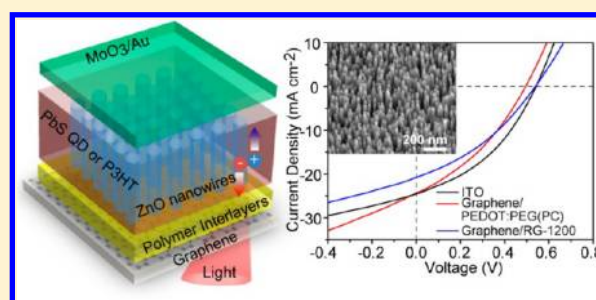 MoO3/Au
PbS QD or P3HT
ZnO nanowires
Polymer Interlayers
Graphene
Light
- +
Current Density (mA cm-2)
10
0
-10
-20
-30
-0.4 -0.2 0.0 0.2 0.4 0.6 0.8
Voltage (V)
200 nm
ITO
Graphene/
PEDOT:PEG(PC)
Graphene/RG-1200